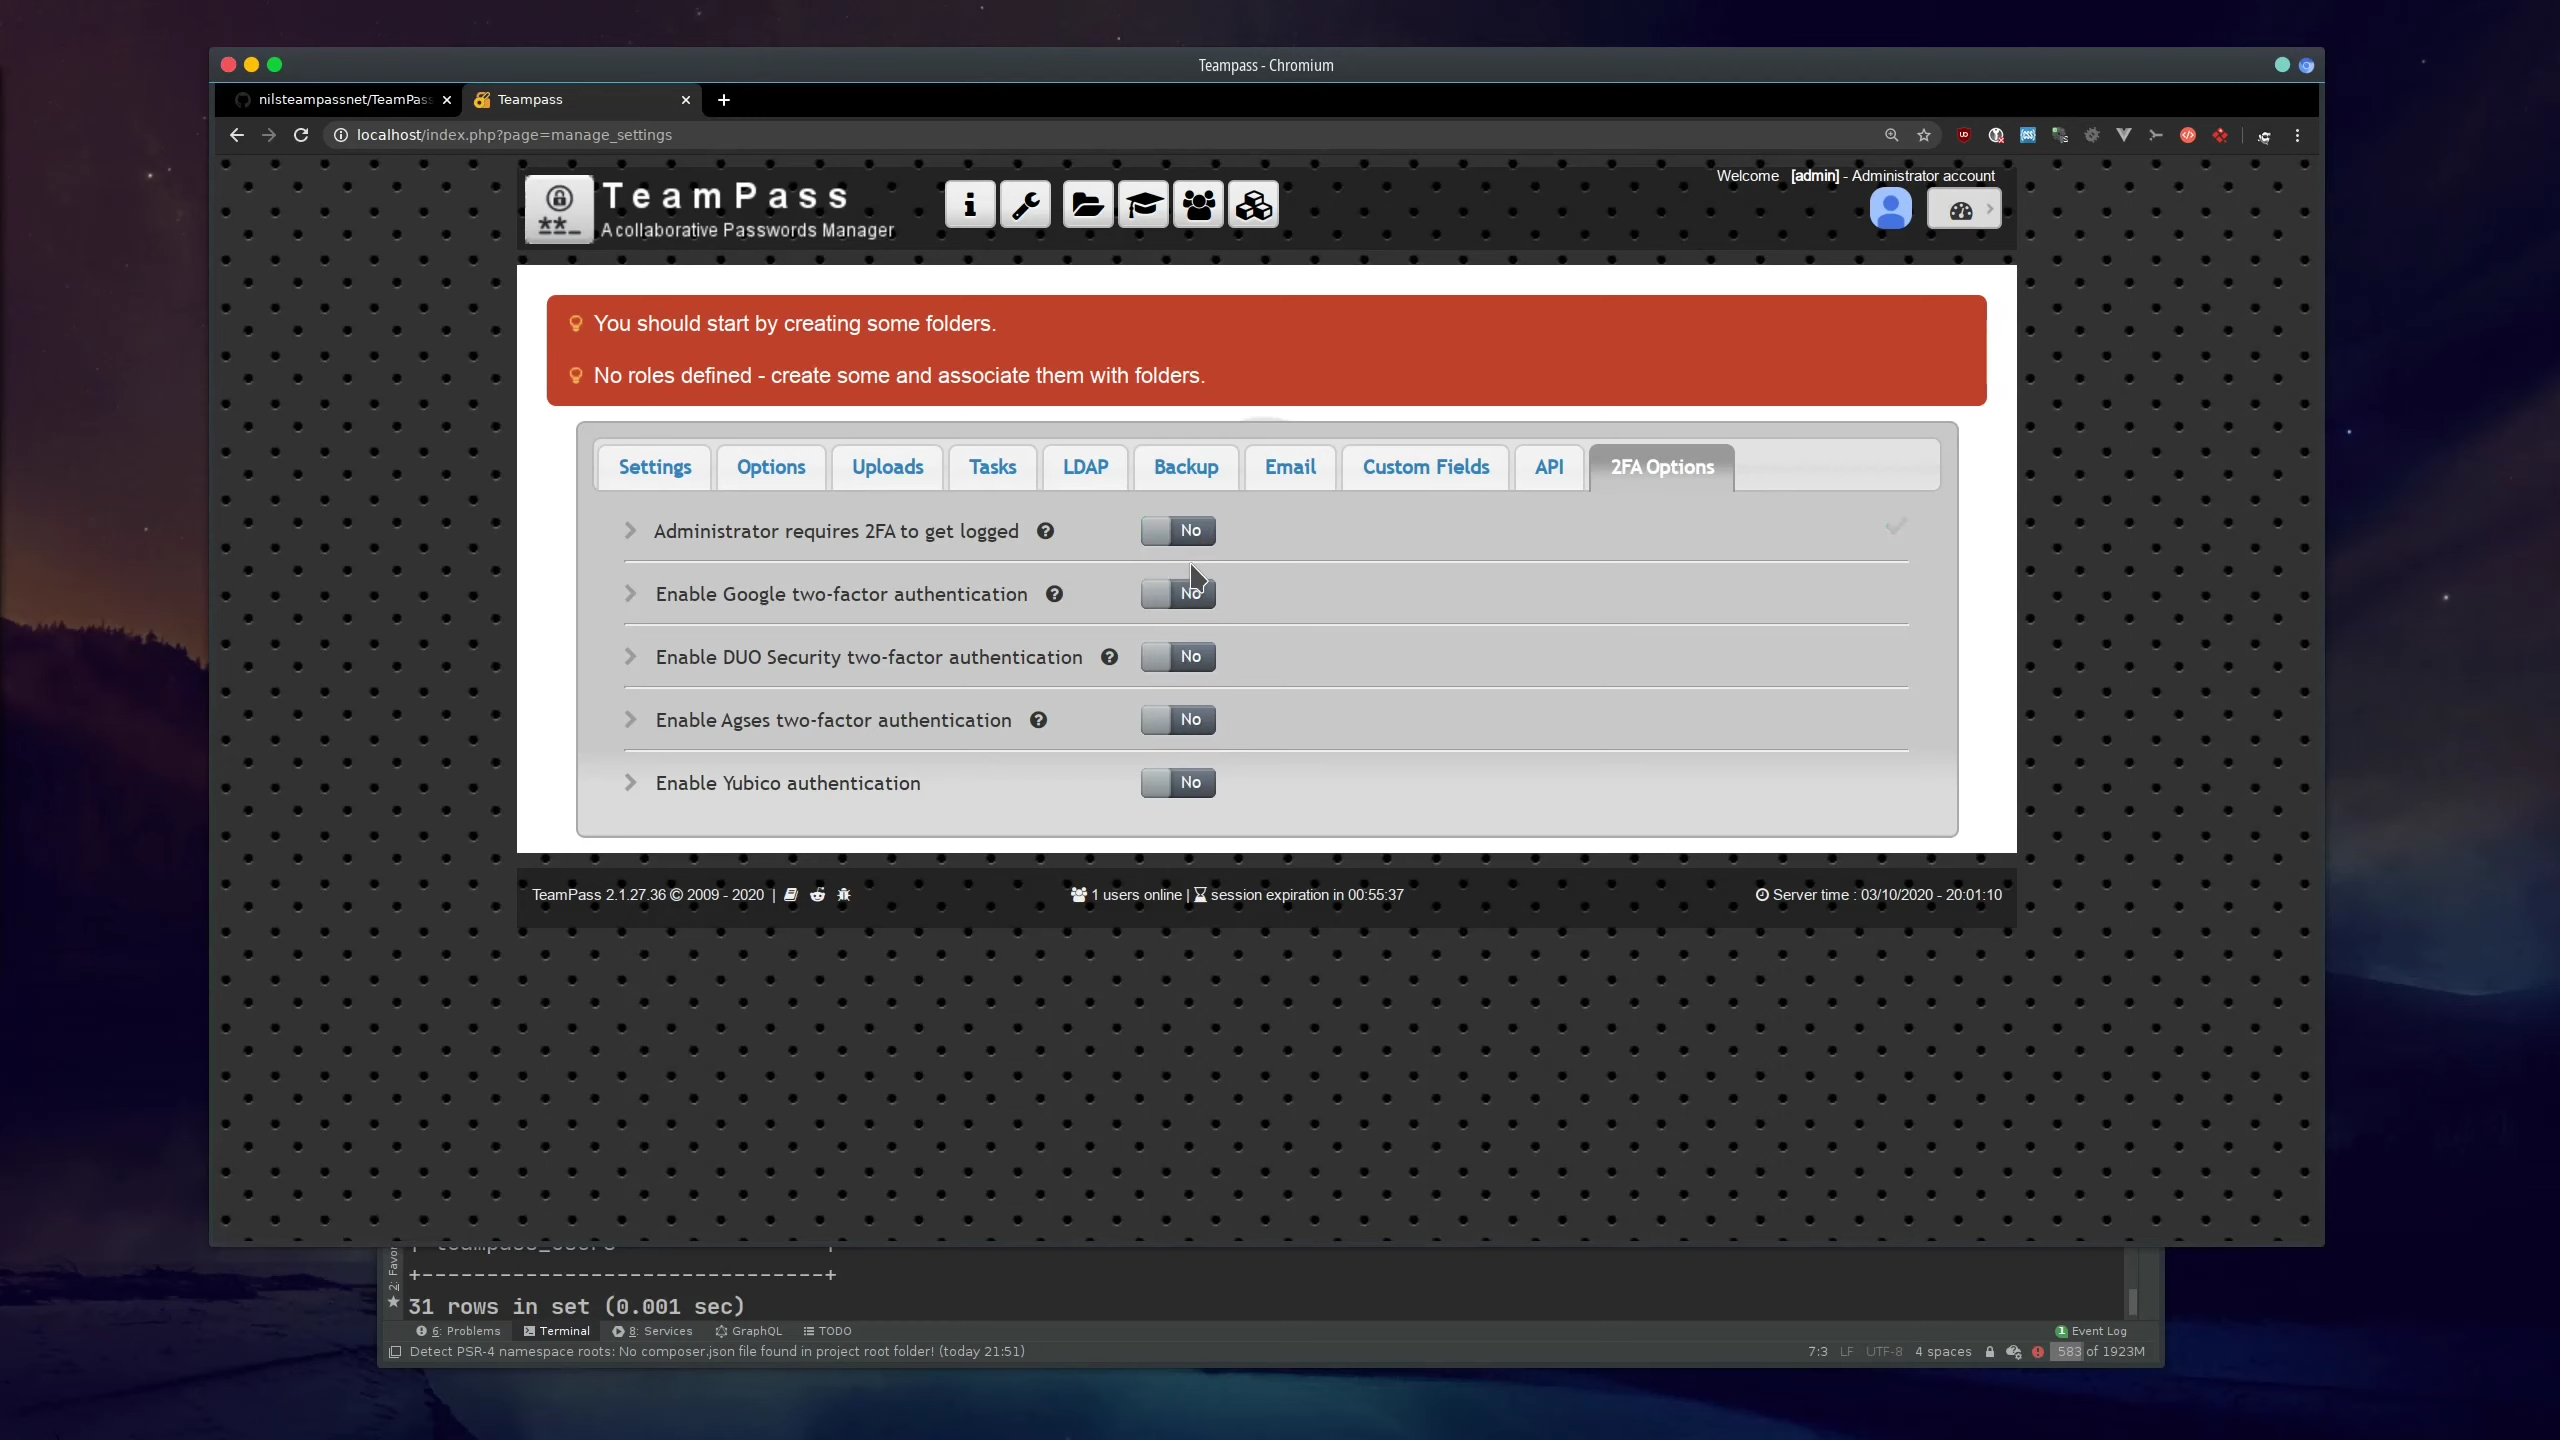 Teampass - Chromium
nilsteampassnet/TeamPas
Teampass
localhost/index.php?page=manage_settings
TeamPass
A collaborative Passwords Manager
Welcome [admin] - Administrator account
You should start by creating some folders.
No roles defined - create some and associate them with folders.
Settings Options Uploads Tasks LDAP Backup Email Custom Fields API 2FA Options
Administrator requires 2FA to get logged No
Enable Google two-factor authentication No
Enable DUO Security two-factor authentication No
Enable Agses two-factor authentication No
Enable Yubico authentication No
TeamPass 2.1.27.36 © 2009 - 2020 |
1 users online | session expiration in 00:55:37
Server time : 03/10/2020 - 20:01:10
+-------------------------------+
31 rows in set (0.001 sec)
2: Favor
6: Problems Terminal 8: Services GraphQL TODO
1 Event Log
Detect PSR-4 namespace roots: No composer.json file found in project root folder! (today 21:51)
7:3 LF UTF-8 4 spaces 583 of 1923M